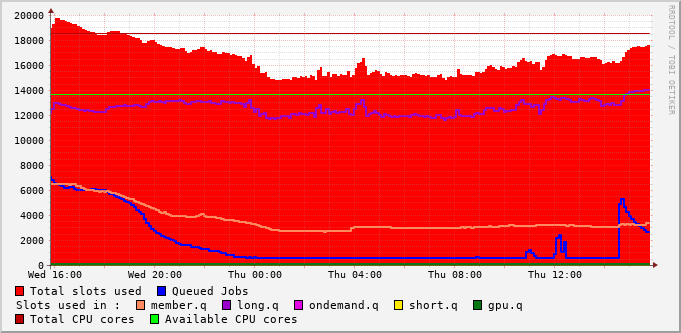 20000
18000
16000
14000
12000
10000
8000
6000
4000
2000
0
Wed 16:00 Wed 20:00 Thu 00:00 Thu 04:00 Thu 08:00 Thu 12:00
RRDTOOL / TOBI OETIKER
Total slots used Queued Jobs
Slots used in : member.q long.q ondemand.q short.q gpu.q
Total CPU cores Available CPU cores